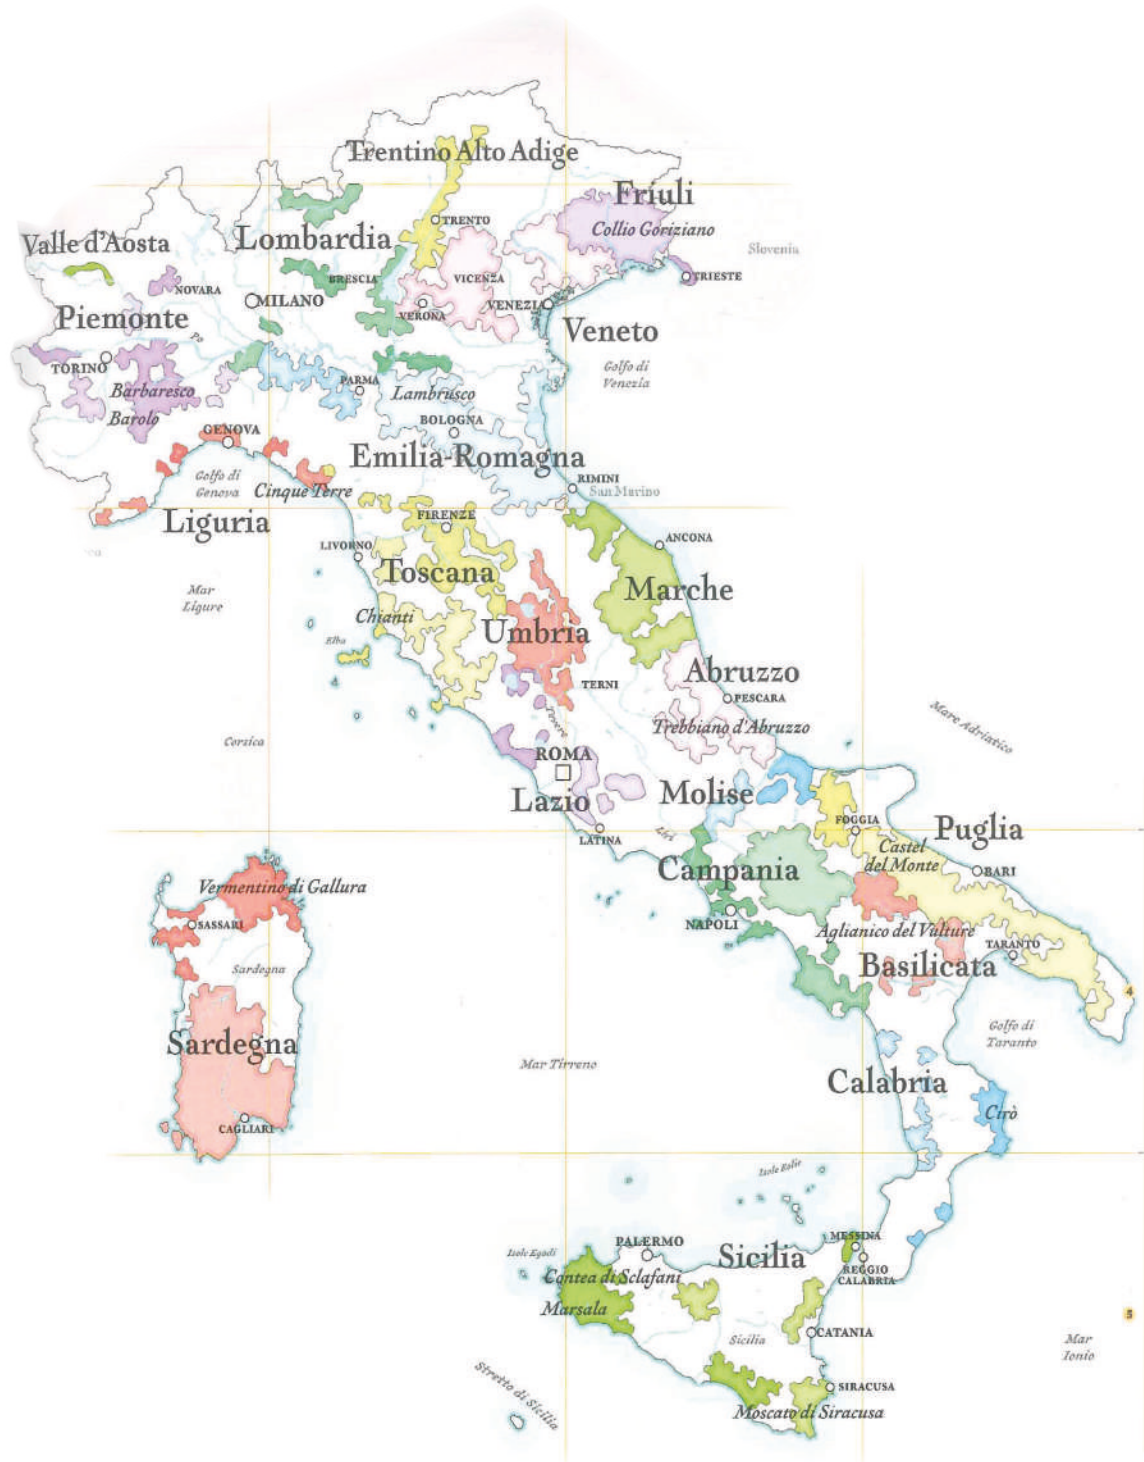 Trentino Alto Adige
Friuli
Collio Goriziano
TRENTO
Valle d'Aosta
Lombardia
Slovenia
BRESCIA
VICENZA
TRIESTE
NOVARA
MILANO
VENEZIA
VERONA
Piemonte
Po
Veneto
TORINO
Golfo di
Venezia
PARMA
Barbaresco
Lambrusco
Barolo
BOLOGNA
GENOVA
Emilia-Romagna
Golfo di
Genova
Cinque Terre
RIMINI
San Marino
Liguria
FIRENZE
LIVORNO
ANCONA
Toscana
Mar
Ligure
Marche
Chianti
Umbria
Elba
Abruzzo
TERNI
PESCARA
Tevere
Trebbiano d'Abruzzo
Mare Adriatico
Corsica
ROMA
Lazio
Molise
LATINA
Liri
FOGGIA
Puglia
Castel
del Monte
Campania
BARI
Vermentino di Gallura
SASSARI
NAPOLI
Aglianico del Vulture
TARANTO
Basilicata
Sardegna
4
Golfo di
Taranto
Sardegna
Mar Tirreno
Calabria
Cirò
CAGLIARI
Isole Eolie
MESSINA
PALERMO
Sicilia
Isole Egadi
REGGIO
CALABRIA
Contea di Sclafani
Marsala
5
CATANIA
Sicilia
Mar
Ionio
Stretto di Sicilia
SIRACUSA
Moscato di Siracusa